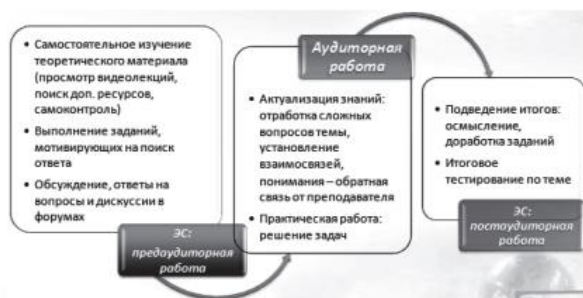 • Самостоятельное изучение
теоретического материала
(просмотр видеолекций,
поиск доп. ресурсов,
самоконтроль)
• Выполнение заданий,
мотивирующих на поиск
ответа
• Обсуждение, ответы на
вопросы и дискуссии в
форумах
ЭС:
предаудиторная
работа
Аудиторная
работа
• Актуализация знаний:
отработка сложных
вопросов темы,
установление
взаимосвязей,
понимания – обратная
связь от преподавателя
• Практическая работа:
решение задач
• Подведение итогов:
осмысление,
доработка заданий
• Итоговое
тестирование по теме
ЭС:
постаудиторная
работа